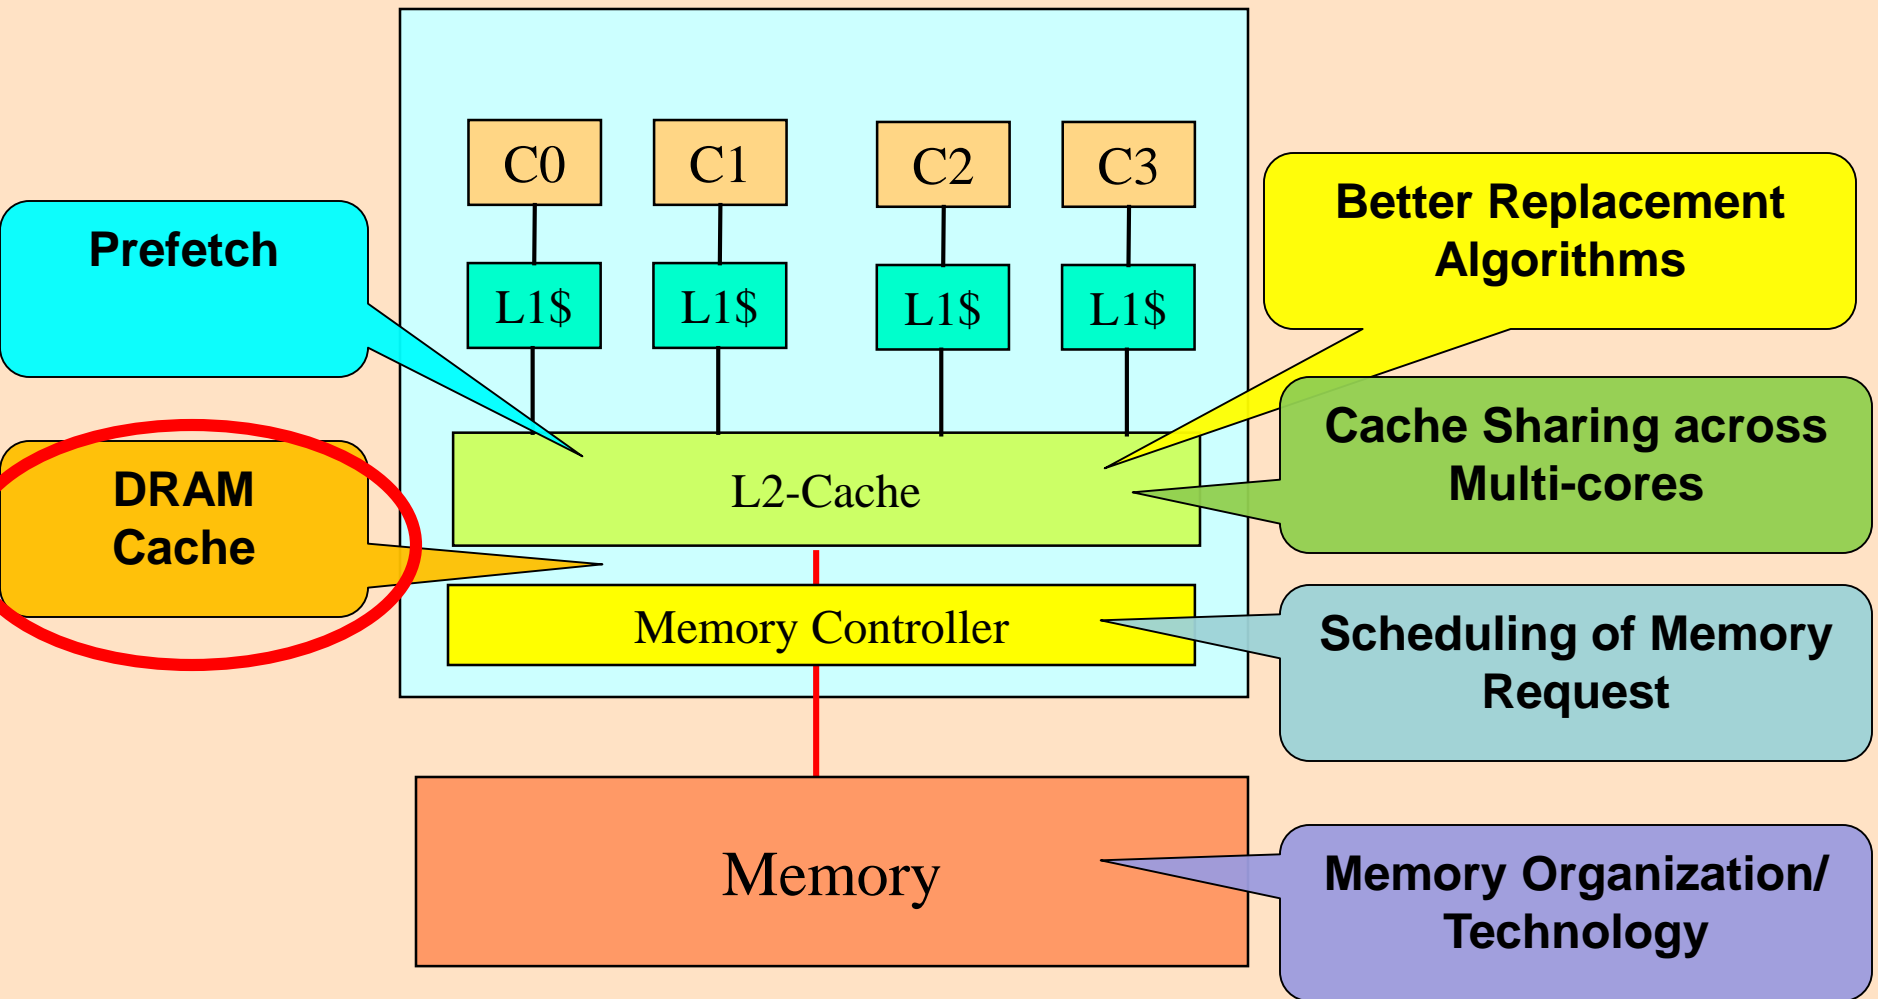 C0
C1
C2
C3
L1$
L1$
L1$
L1$
Prefetch
Better Replacement
Algorithms
DRAM
Cache
L2-Cache
Cache Sharing across
Multi-cores
Memory Controller
Scheduling of Memory
Request
Memory
Memory Organization/
Technology